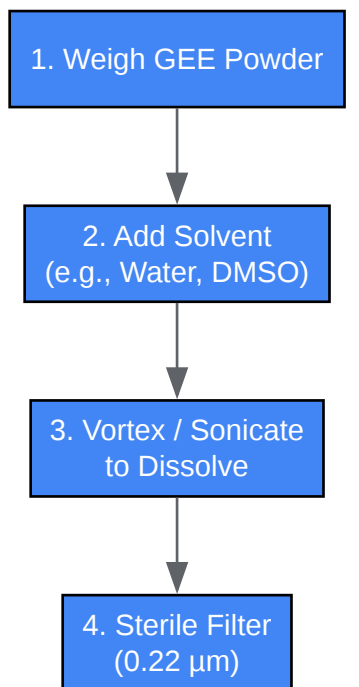 1. Weigh GEE Powder
2. Add Solvent
(e.g., Water, DMSO)
3. Vortex / Sonicate
to Dissolve
4. Sterile Filter
(0.22 µm)